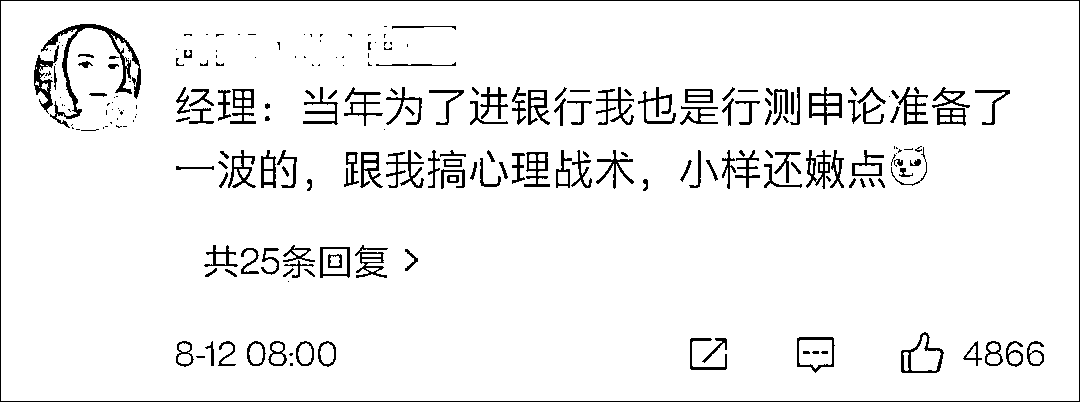 经理：当年为了进银行我也是行测申论准备了
一波的，跟我搞心理战术，小样还嫩点
共25条回复 >
8-12 08:00
4866